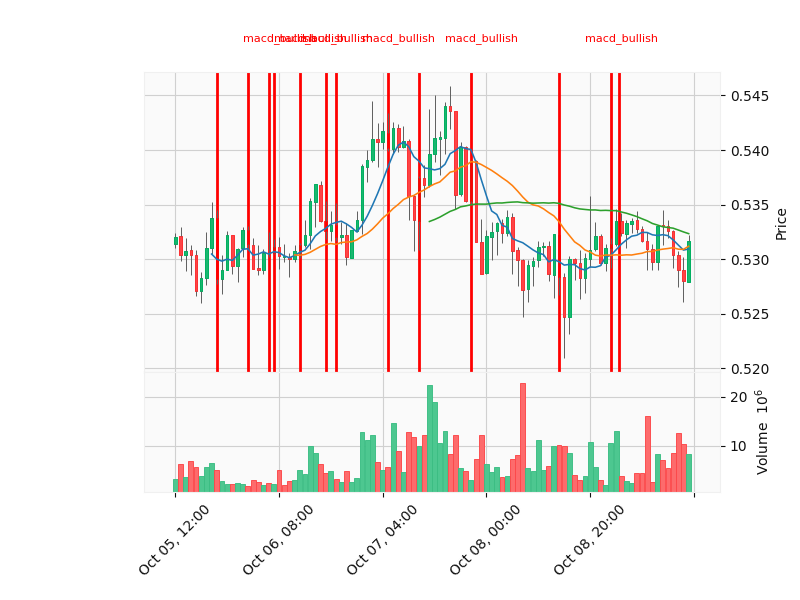 macd_bullish
macd_bullish macd_bullish macd_bullish
0.545
0.540
0.535
0.530
0.525
0.520
Price
20
10
Volume 10⁶
Oct 05, 12:00
Oct 06, 08:00
Oct 07, 04:00
Oct 08, 00:00
Oct 08, 20:00